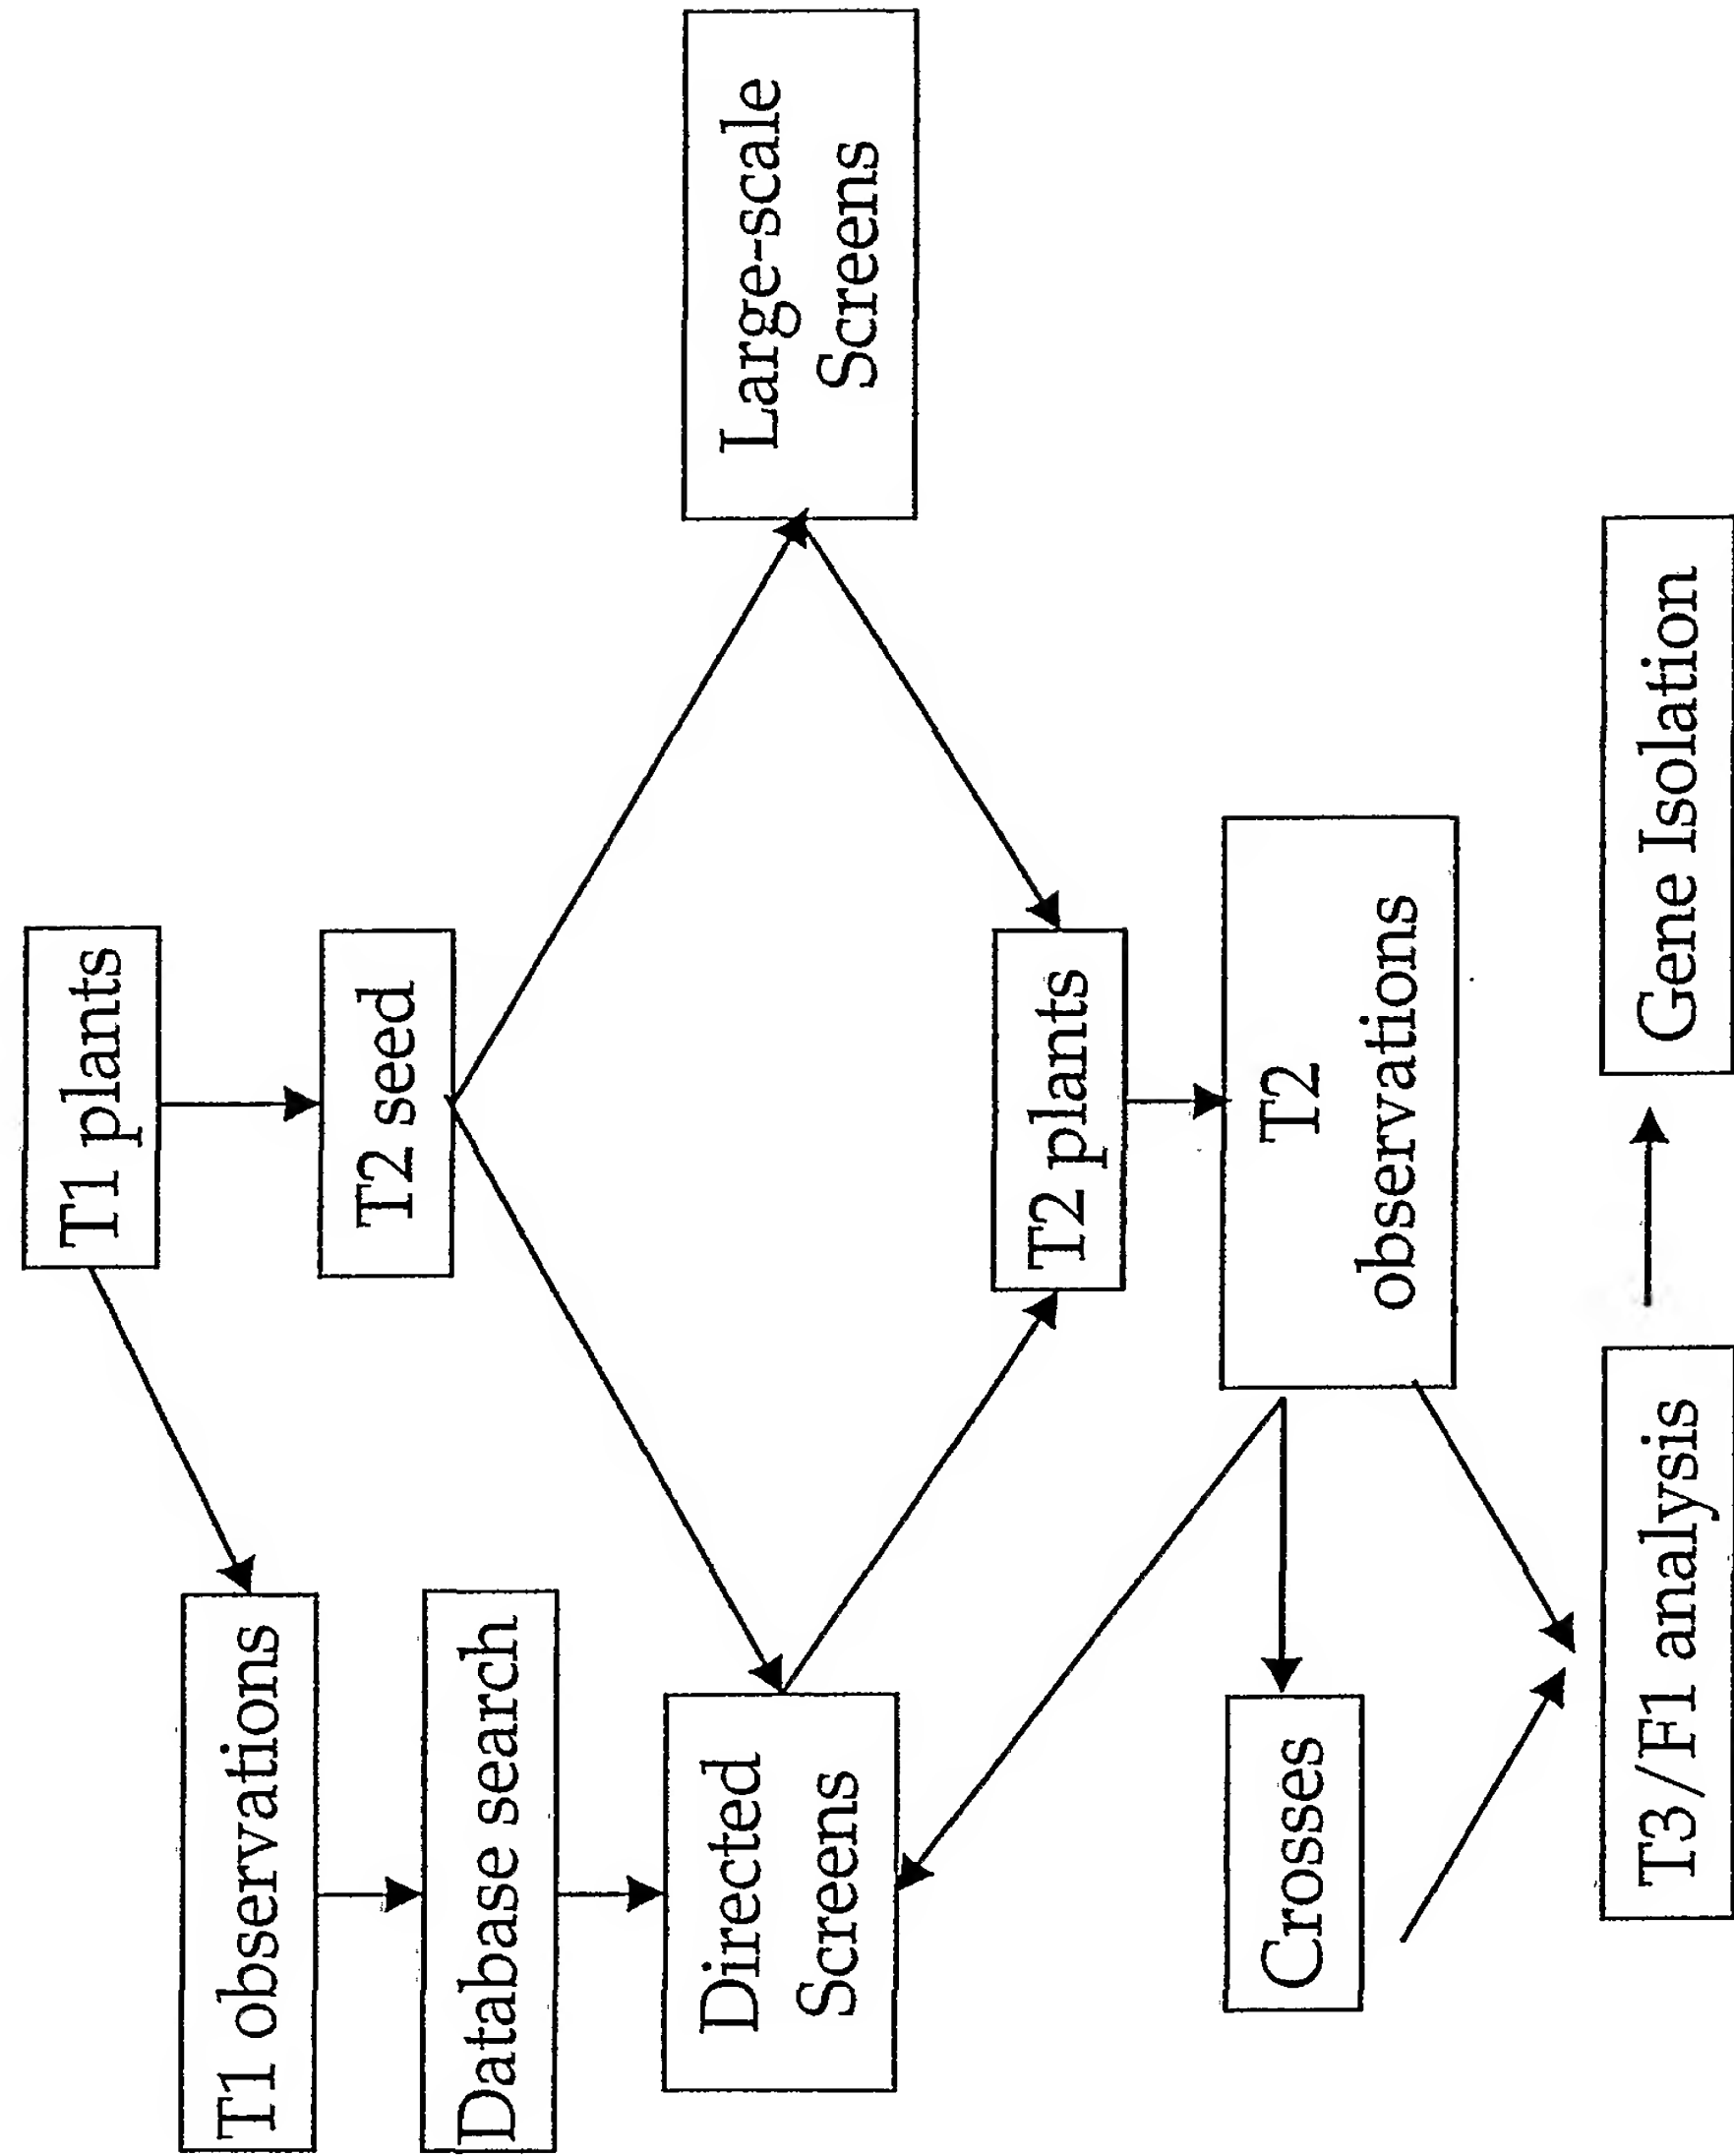 T1 plants
T1 observations
T2 seed
Database search
Large-scale
Screens
Directed
Screens
T2 plants
T2
observations
Crosses
T3/F1 analysis
Gene Isolation